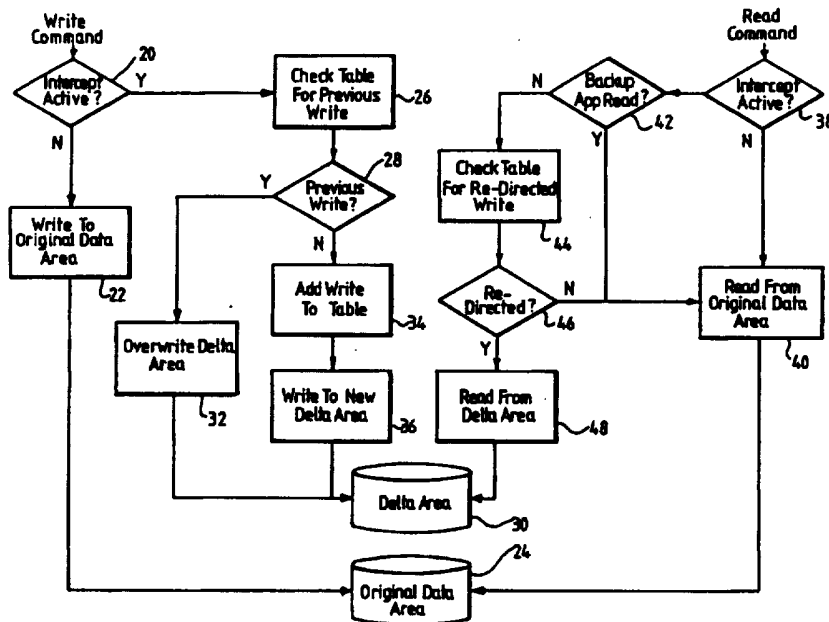 Write
Command
20
Intercept
Active?
Y
N
Write To
Original Data
Area
22
Check Table
For Previous
Write
26
28
Previous
Write?
Y
N
Overwrite Delta
Area
32
Add Write
To Table
34
Write To New
Delta Area
36
Read
Command
Intercept
Active?
38
N
Backup
App Read?
42
N
Y
Check Table
For Re-Directed
Write
44
Re-
Directed?
46
N
Y
Read From
Delta Area
48
Read From
Original Data
Area
40
Delta Area
30
24
Original Data
Area